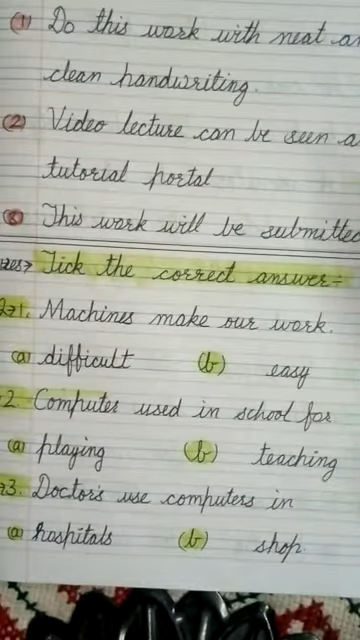 (1) Do this work with neat
clean handwriting.
(2) Video lecture can be seen
tutorial portal
(3) This work will be submitted
Tick the correct answer:-
1. Machines make our work.
(a) difficult (b) easy
2. Computer used in school for
(a) playing (b) teaching
3. Doctor's use computers in
(a) hospitals (b) shop.